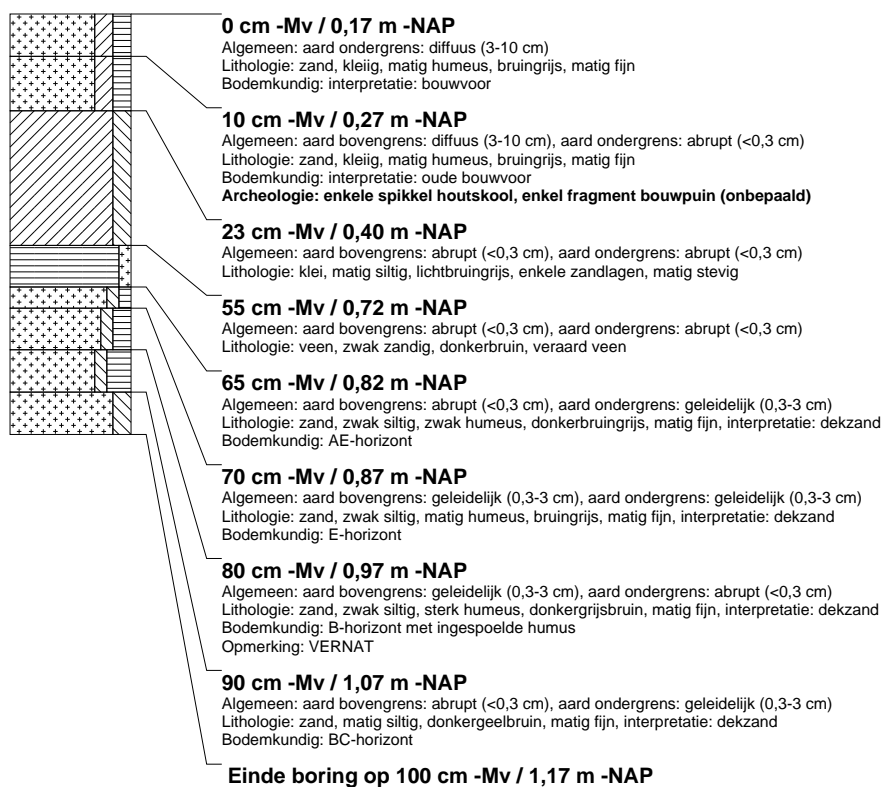 0 cm -Mv / 0,17 m -NAP
Algemeen: aard ondergrens: diffuus (3-10 cm)
Lithologie: zand, kleiig, matig humeus, bruingrijs, matig fijn
Bodemkundig: interpretatie: bouwvoor
10 cm -Mv / 0,27 m -NAP
Algemeen: aard bovengrens: diffuus (3-10 cm), aard ondergrens: abrupt (<0,3 cm)
Lithologie: zand, kleiig, matig humeus, bruingrijs, matig fijn
Bodemkundig: interpretatie: oude bouwvoor
Archeologie: enkele spikkel houtskool, enkel fragment bouwpuin (onbepaald)
23 cm -Mv / 0,40 m -NAP
Algemeen: aard bovengrens: abrupt (<0,3 cm), aard ondergrens: abrupt (<0,3 cm)
Lithologie: klei, matig siltig, lichtbruingrijs, enkele zandlagen, matig stevig
55 cm -Mv / 0,72 m -NAP
Algemeen: aard bovengrens: abrupt (<0,3 cm), aard ondergrens: abrupt (<0,3 cm)
Lithologie: veen, zwak zandig, donkerbruin, veraard veen
65 cm -Mv / 0,82 m -NAP
Algemeen: aard bovengrens: abrupt (<0,3 cm), aard ondergrens: geleidelijk (0,3-3 cm)
Lithologie: zand, zwak siltig, zwak humeus, donkerbruingrijs, matig fijn, interpretatie: dekzand
Bodemkundig: AE-horizont
70 cm -Mv / 0,87 m -NAP
Algemeen: aard bovengrens: geleidelijk (0,3-3 cm), aard ondergrens: geleidelijk (0,3-3 cm)
Lithologie: zand, zwak siltig, matig humeus, bruingrijs, matig fijn, interpretatie: dekzand
Bodemkundig: E-horizont
80 cm -Mv / 0,97 m -NAP
Algemeen: aard bovengrens: geleidelijk (0,3-3 cm), aard ondergrens: abrupt (<0,3 cm)
Lithologie: zand, zwak siltig, sterk humeus, donkergrijsbruin, matig fijn, interpretatie: dekzand
Bodemkundig: B-horizont met ingespoelde humus
Opmerking: VERNAT
90 cm -Mv / 1,07 m -NAP
Algemeen: aard bovengrens: abrupt (<0,3 cm), aard ondergrens: geleidelijk (0,3-3 cm)
Lithologie: zand, matig siltig, donkergeelbruin, matig fijn, interpretatie: dekzand
Bodemkundig: BC-horizont
Einde boring op 100 cm -Mv / 1,17 m -NAP